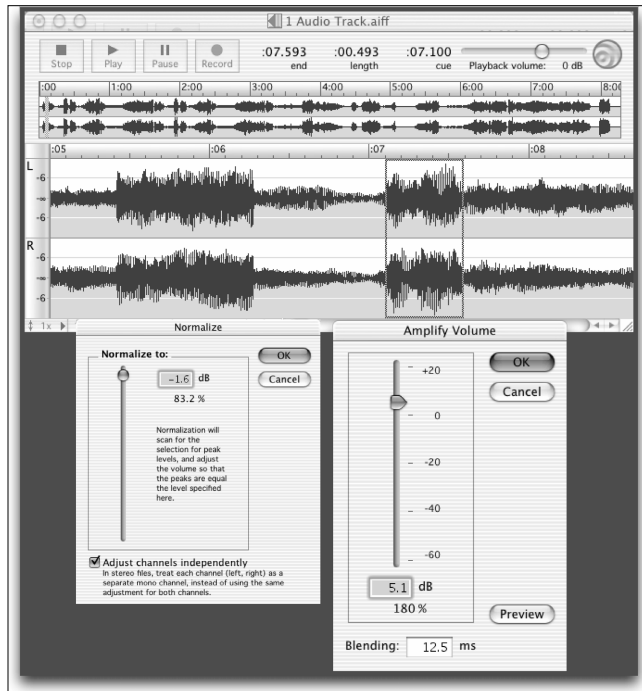 1 Audio Track.aiff
Stop Play Pause Record
:07.593 :00.493 :07.100
end length cue Playback volume: 0 dB
:00 1:00 2:00 3:00 4:00 5:00 6:00 7:00 8:00
:05 :06 :07 :08
L
-6
-∞
-6
R
-6
-∞
-6
1x
Normalize
Normalize to:
-1.6 dB
83.2 %
OK
Cancel
Normalization will
scan for the
selection for peak
levels, and adjust
the volume so that
the peaks are equal
the level specified
here.
Adjust channels independently
In stereo files, treat each channel (left, right) as a
separate mono channel, instead of using the same
adjustment for both channels.
Amplify Volume
+20
0
-20
-40
-60
OK
Cancel
5.1 dB
180 %
Preview
Blending: 12.5 ms